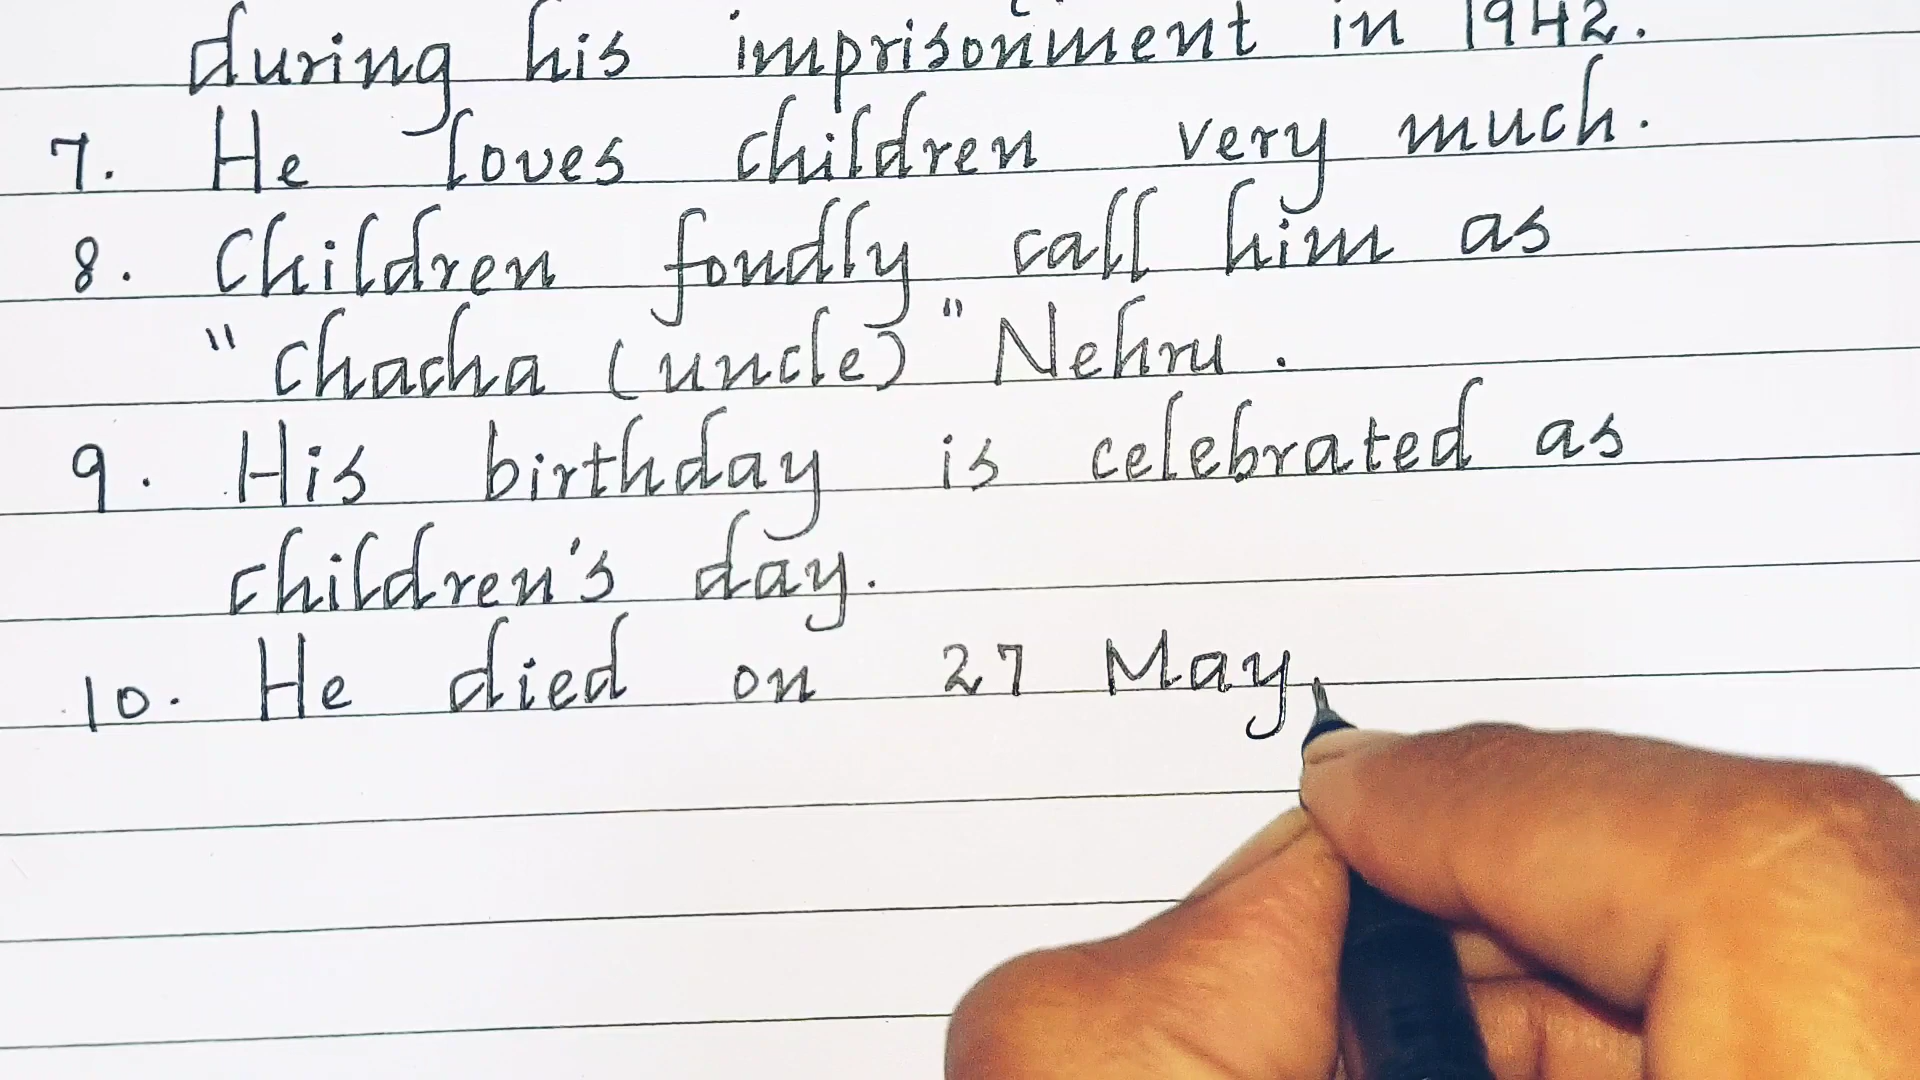 during his imprisonment in 1942.
7. He loves children very much.
8. Children fondly call him as
"chacha (uncle)" Nehru.
9. His birthday is celebrated as
children's day.
10. He died on 27 May